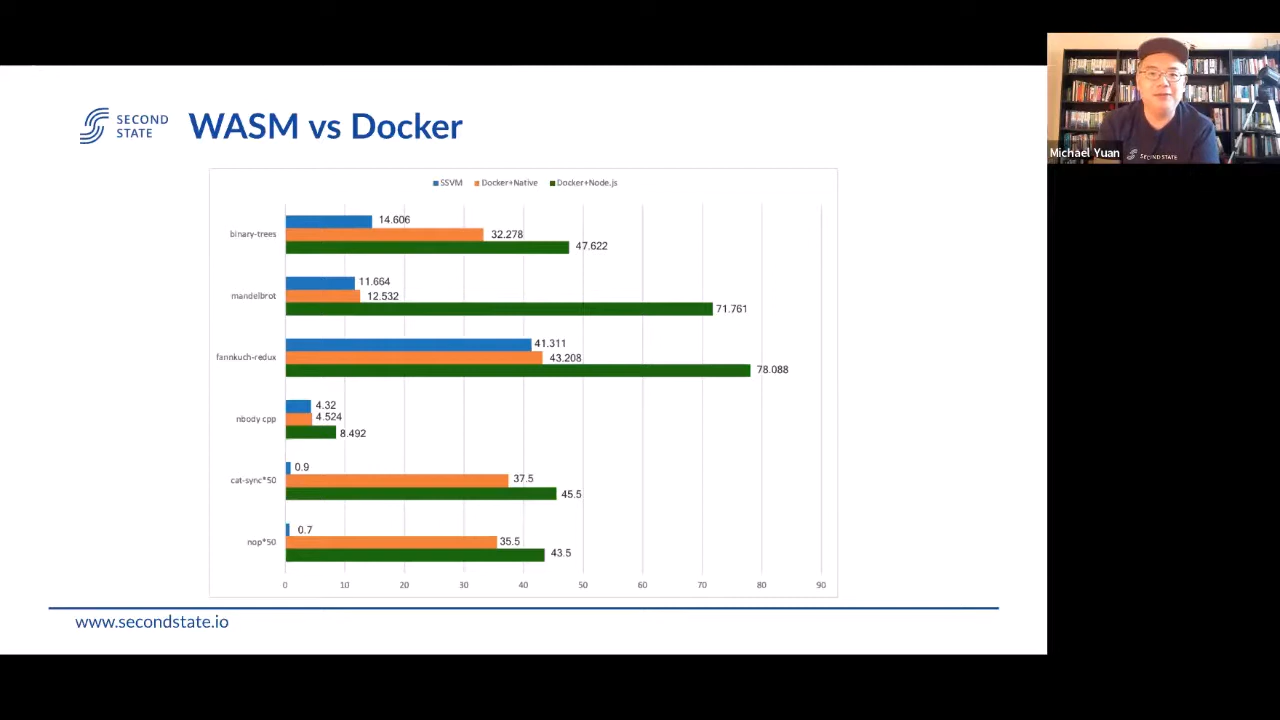 SECOND
STATE
WASM vs Docker
SSVM Docker+Native Docker+Node.js
binary-trees
14.606
32.278
47.622
mandelbrot
11.664
12.532
71.761
fannkuch-redux
41.311
43.208
78.088
nbody cpp
4.32
4.524
8.492
cat-sync*50
0.9
37.5
45.5
nop*50
0.7
35.5
43.5
0 10 20 30 40 50 60 70 80 90
www.secondstate.io
Michael Yuan
SECOND STATE